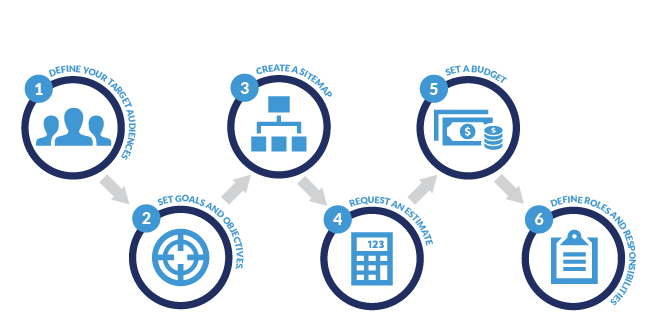 1
DEFINE YOUR TARGET AUDIENCES
2
SET GOALS AND OBJECTIVES
3
CREATE A SITEMAP
4
REQUEST AN ESTIMATE
123
5
SET A BUDGET
$
$
6
DEFINE ROLES AND RESPONSIBILITIES